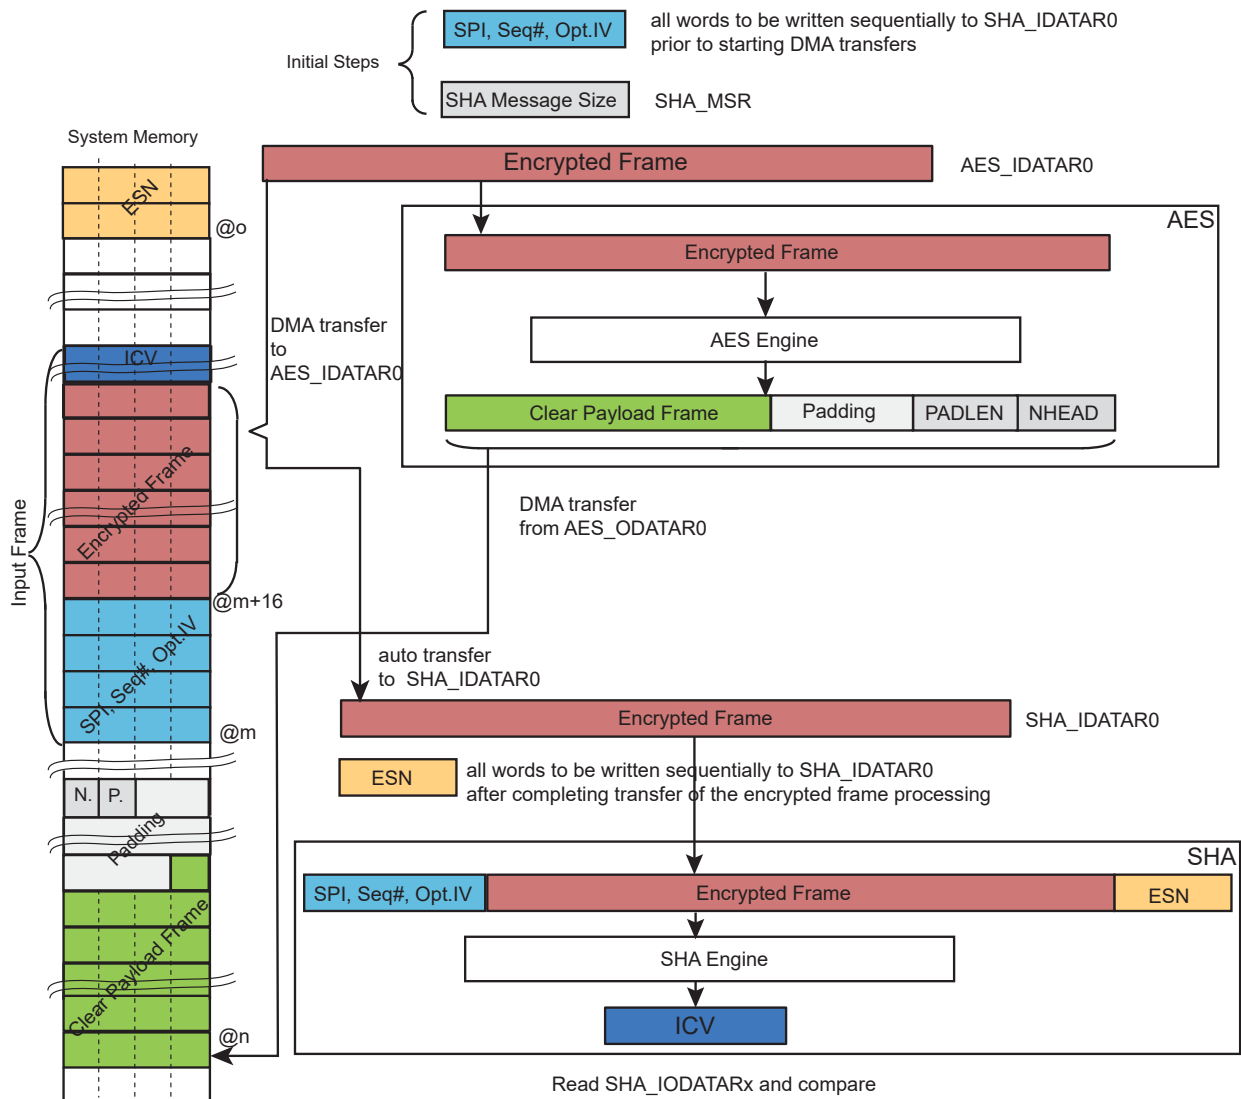 SPI, Seq#, Opt.IV
all words to be written sequentially to SHA_IDATAR0
prior to starting DMA transfers
Initial Steps
SHA Message Size
SHA_MSR
System Memory
Encrypted Frame
AES_IDATAR0
ESN
@o
AES
Encrypted Frame
DMA transfer
to
AES_IDATAR0
AES Engine
ICV
Clear Payload Frame
Padding
PADLEN
NHEAD
Input Frame
Encrypted Frame
DMA transfer
from AES_ODATAR0
@m+16
SPI, Seq#, Opt.IV
auto transfer
to SHA_IDATAR0
@m
Encrypted Frame
SHA_IDATAR0
ESN
all words to be written sequentially to SHA_IDATAR0
after completing transfer of the encrypted frame processing
N.
P.
Padding
SHA
SPI, Seq#, Opt.IV
Encrypted Frame
ESN
Clear Payload Frame
SHA Engine
ICV
@n
Read SHA_IODATARx and compare